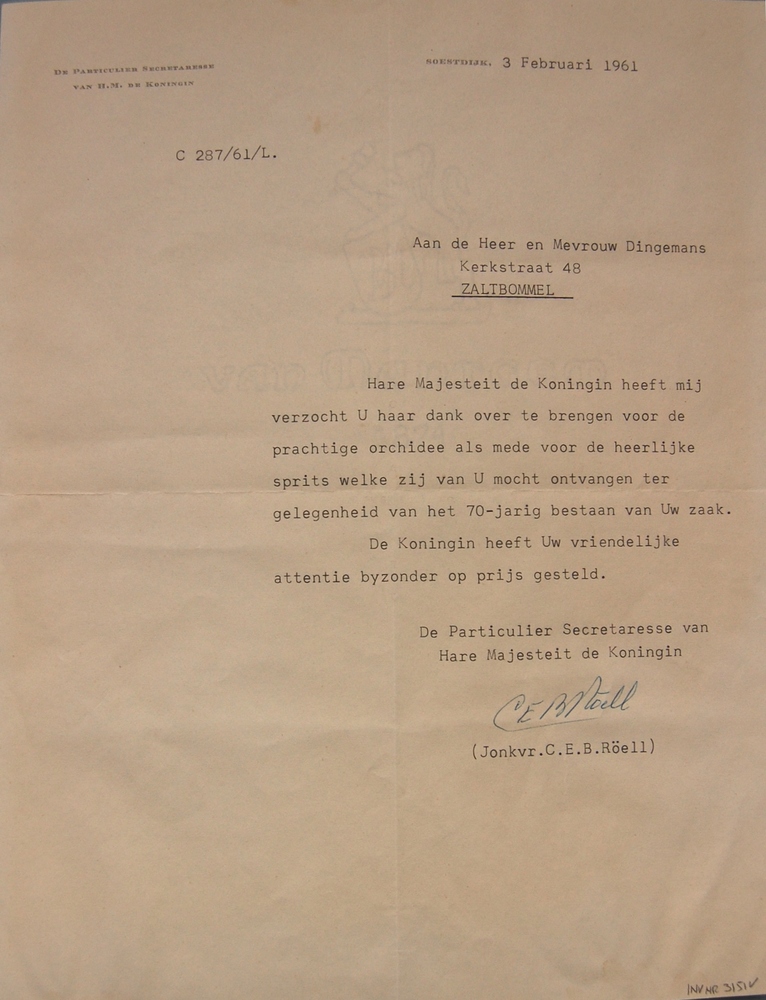 DE PARTICULIER SECRETARESSE
VAN H.M. DE KONINGIN
SOESTDIJK, 3 Februari 1961
C 287/61/L.
Aan de Heer en Mevrouw Dingemans
Kerkstraat 48
ZALTBOMMEL
Hare Majesteit de Koningin heeft mij
verzocht U haar dank over te brengen voor de
prachtige orchidee als mede voor de heerlijke
sprits welke zij van U mocht ontvangen ter
gelegenheid van het 70-jarig bestaan van Uw zaak.
De Koningin heeft Uw vriendelijke
attentie byzonder op prijs gesteld.
De Particulier Secretaresse van
Hare Majesteit de Koningin
C E B Röell
(Jonkvr.C.E.B.Röell)
INV NR 3151